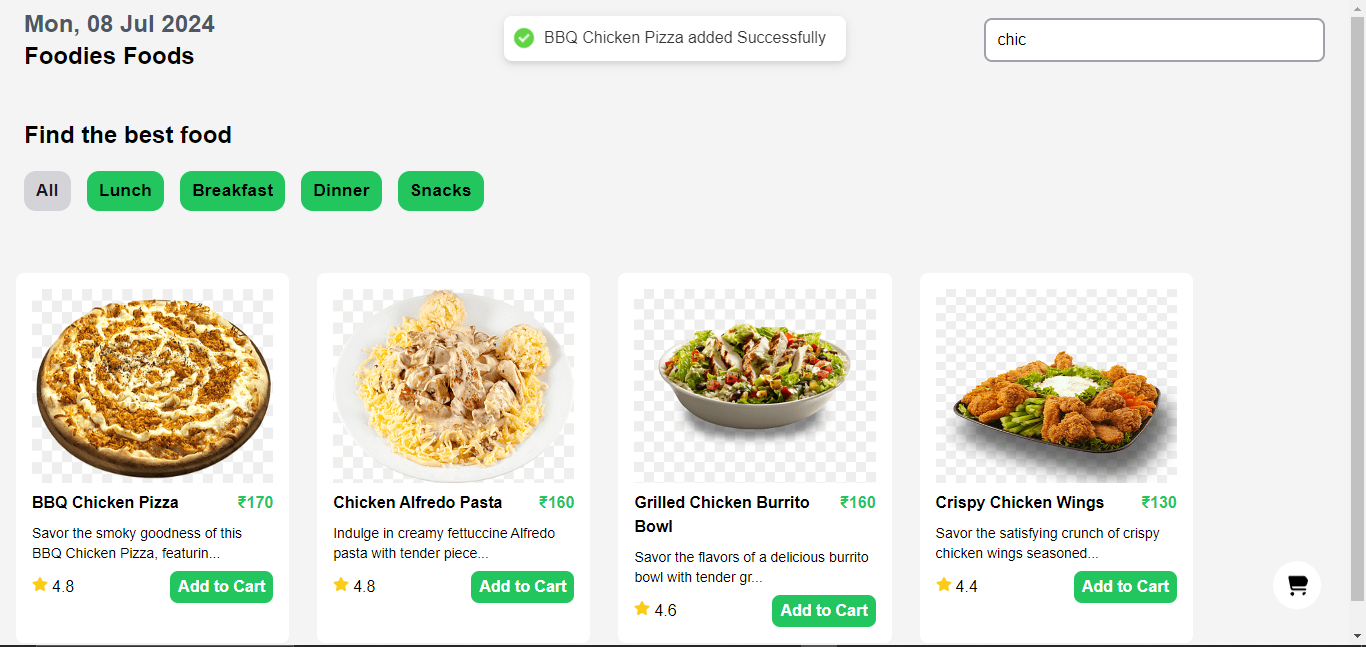 Mon, 08 Jul 2024
Foodies Foods
BBQ Chicken Pizza added Successfully
chic
Find the best food
All
Lunch
Breakfast
Dinner
Snacks
BBQ Chicken Pizza
₹170
Savor the smoky goodness of this
BBQ Chicken Pizza, featurin...
4.8
Add to Cart
Chicken Alfredo Pasta
₹160
Indulge in creamy fettuccine Alfredo
pasta with tender piece...
4.8
Add to Cart
Grilled Chicken Burrito
Bowl
₹160
Savor the flavors of a delicious burrito
bowl with tender gr...
4.6
Add to Cart
Crispy Chicken Wings
₹130
Savor the satisfying crunch of crispy
chicken wings seasoned...
4.4
Add to Cart